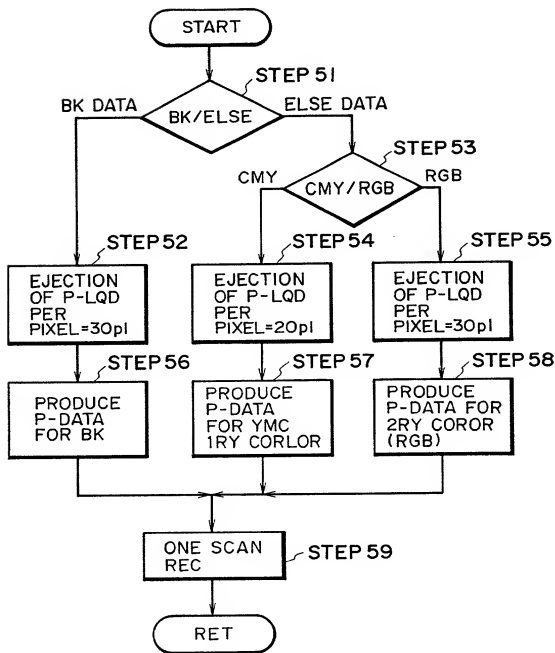 START
STEP 51
BK DATA
BK/ELSE
ELSE DATA
STEP 53
CMY
CMY/RGB
RGB
STEP 52
EJECTION
OF P-LQD
PER
PIXEL=30pl
STEP 54
EJECTION
OF P-LQD
PER
PIXEL=20pl
STEP 55
EJECTION
OF P-LQD
PER
PIXEL=30pl
STEP 56
PRODUCE
P-DATA
FOR BK
STEP 57
PRODUCE
P-DATA
FOR YMC
1RY CORLOR
STEP 58
PRODUCE
P-DATA FOR
2RY COROR
(RGB)
ONE SCAN
REC
STEP 59
RET